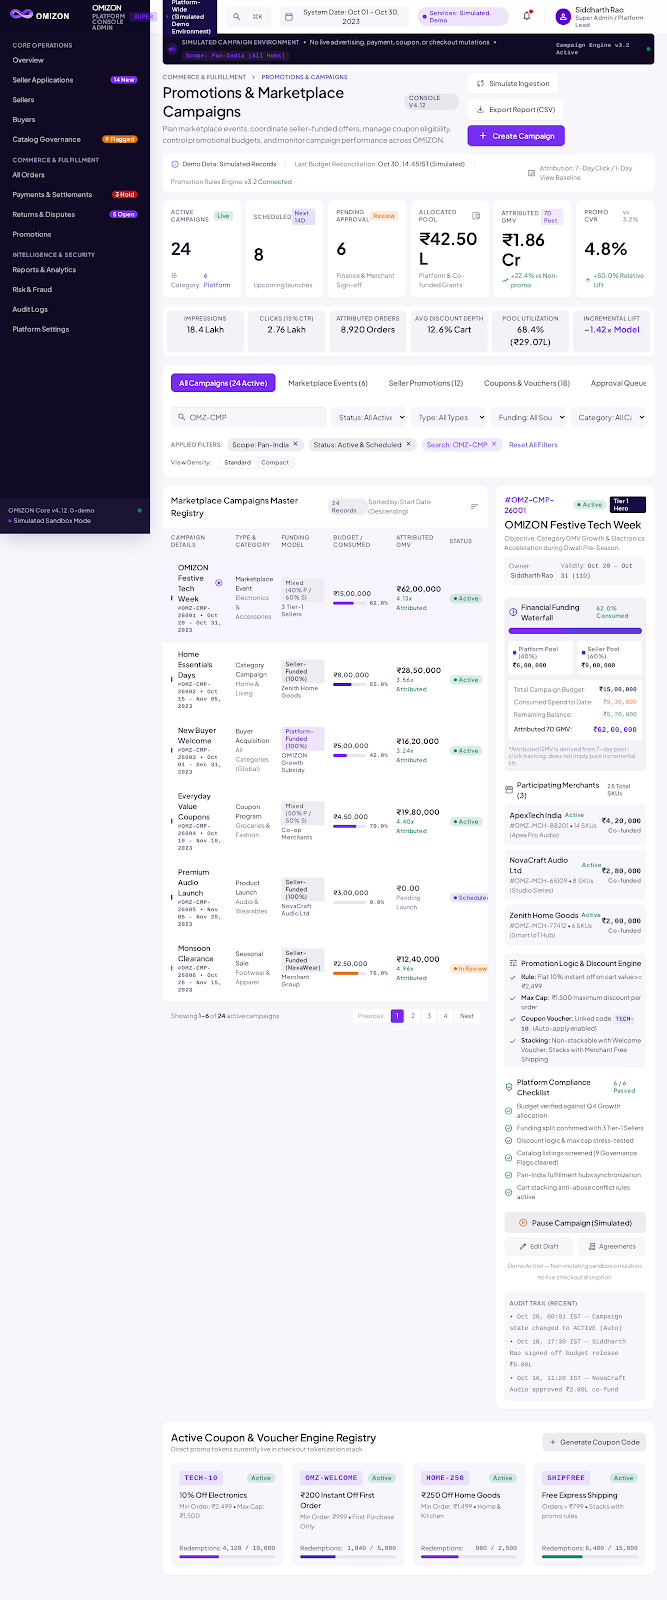 OMIZON
OMIZON
PLATFORM
CONSOLE
ADMIN
SUPER
CORE OPERATIONS
Overview
Seller Applications
14 New
Sellers
Buyers
Catalog Governance
9 Flagged
COMMERCE & FULFILLMENT
All Orders
Payments & Settlements
3 Hold
Returns & Disputes
5 Open
Promotions
INTELLIGENCE & SECURITY
Reports & Analytics
Risk & Fraud
Audit Logs
Platform Settings
OMIZON Core v4.12.0-demo
Simulated Sandbox Mode
Platform-
Wide
(Simulated
Demo
Environment)
⌘K
System Date: Oct 01 – Oct 30,
2023
Services: Simulated
Demo
Siddharth Rao
Super Admin / Platform
Lead
SIMULATED CAMPAIGN ENVIRONMENT • No live advertising, payment, coupon, or checkout mutations •
Scope: Pan-India (All Hubs)
Campaign Engine v3.2
Active
COMMERCE & FULFILLMENT › PROMOTIONS & CAMPAIGNS
Promotions & Marketplace
Campaigns
CONSOLE
V4.12
Plan marketplace events, coordinate seller-funded offers, manage coupon eligibility,
control promotional budgets, and monitor campaign performance across OMIZON.
Simulate Ingestion
Export Report (CSV)
Create Campaign
Demo Data: Simulated Records
Last Budget Reconciliation: Oct 30, 14:45 IST (Simulated)
Promotion Rules Engine: v3.2 Connected
Attribution: 7-Day Click / 1-Day
View Baseline
ACTIVE
CAMPAIGNS
Live
24
18
Category
6
Platform
SCHEDULED
Next
14D
8
Upcoming launches
PENDING
APPROVAL
Review
6
Finance & Merchant
Sign-off
ALLOCATED
POOL
₹42.50
L
Platform & Co-
funded Grants
ATTRIBUTED
GMV
7D
Post
₹1.86
Cr
+22.4% vs Non-
promo
PROMO
CVR
vs
3.2%
4.8%
+50.0% Relative
Lift
IMPRESSIONS
18.4 Lakh
CLICKS (15% CTR)
2.76 Lakh
ATTRIBUTED ORDERS
8,920 Orders
AVG DISCOUNT DEPTH
12.6% Cart
POOL UTILIZATION
68.4%
(₹29.07L)
INCREMENTAL LIFT
~1.42x Model
All Campaigns (24 Active)
Marketplace Events (6)
Seller Promotions (12)
Coupons & Vouchers (18)
Approval Queue
OMZ-CMP
Status: All Active
Type: All Types
Funding: All Sou
Category: All Ca
APPLIED FILTERS:
Scope: Pan-India ×
Status: Active & Scheduled ×
Search: OMZ-CMP ×
Reset All Filters
View Density:
Standard
Compact
Marketplace Campaigns Master
Registry
24
Records
Sorted by: Start Date
(Descending)
CAMPAIGN
DETAILS
TYPE &
CATEGORY
FUNDING
MODEL
BUDGET /
CONSUMED
ATTRIBUTED
GMV
STATUS
OMIZON
Festive
Tech
Week
#OMZ-CMP-
26001 • Oct
20 – Oct 31,
2023
Marketplace
Event
Electronics
&
Accessories
Mixed
(40% P /
60% S)
3 Tier-1
Sellers
₹15,00,000
62.0%
₹62,00,000
4.13x
Attributed
Active
Home
Essentials
Days
#OMZ-CMP-
26002 • Oct
15 – Nov 05,
2023
Category
Campaign
Home &
Living
Seller-
Funded
(100%)
Zenith Home
Goods
₹8,00,000
55.0%
₹28,50,000
3.56x
Attributed
Active
New Buyer
Welcome
#OMZ-CMP-
26003 • Oct
01 – Dec 31,
2023
Buyer
Acquisition
All
Categories
(Global)
Platform-
Funded
(100%)
OMIZON
Growth
Subsidy
₹5,00,000
42.0%
₹16,20,000
3.24x
Attributed
Active
Everyday
Value
Coupons
#OMZ-CMP-
26004 • Oct
10 – Nov 10,
2023
Coupon
Program
Groceries &
Fashion
Mixed
(50% P /
50% S)
Co-op
Merchants
₹4,50,000
78.0%
₹19,80,000
4.40x
Attributed
Active
Premium
Audio
Launch
#OMZ-CMP-
26005 • Nov
05 – Nov 20,
2023
Product
Launch
Audio &
Wearables
Seller-
Funded
(100%)
NovaCraft
Audio Ltd
₹3,00,000
0.0%
₹0.00
Pending
Launch
Scheduled
Monsoon
Clearance
#OMZ-CMP-
26006 • Oct
28 – Nov 15,
2023
Seasonal
Sale
Footwear &
Apparel
Seller-
Funded
(NexaWear)
Merchant
Group
₹2,50,000
76.0%
₹12,40,000
4.96x
Attributed
In Review
Showing 1–6 of 24 active campaigns
Previous
1
2
3
4
Next
#OMZ-CMP-
26001
Active
Tier 1
Hero
OMIZON Festive Tech Week
Objective: Category GMV Growth & Electronics
Acceleration during Diwali Pre-Season.
Owner:
Siddharth Rao
Validity: Oct 20 – Oct
31 (11D)
Financial Funding
Waterfall
62.0%
Consumed
Platform Pool
(40%)
₹6,00,000
Seller Pool
(60%)
₹9,00,000
Total Campaign Budget: ₹15,00,000
Consumed Spend to Date: ₹9,30,000
Remaining Balance: ₹5,70,000
Attributed 7D GMV: ₹62,00,000
*Attributed GMV is derived from 7-day post-
click tracking; does not imply pure incremental
lift.
Participating Merchants
(3)
28 Total
SKUs
ApexTech India Active
#OMZ-MCH-88201 • 14 SKUs
(Apex Pro Audio)
₹4,20,000
Co-funded
NovaCraft Audio
Ltd
Active
#OMZ-MCH-65109 • 8 SKUs
(Studio Series)
₹2,80,000
Co-funded
Zenith Home Goods Active
#OMZ-MCH-77412 • 6 SKUs
(Smart IoT Hub)
₹2,00,000
Co-funded
Promotion Logic & Discount Engine
Rule: Flat 10% instant off on cart value >=
₹2,499
Max Cap: ₹1,500 maximum discount per
order
Coupon Voucher: Linked code TECH-
10 (Auto-apply enabled)
Stacking: Non-stackable with Welcome
Voucher; Stacks with Merchant Free
Shipping
Platform Compliance
Checklist
6 / 6
Passed
Budget verified against Q4 Growth
allocation
Funding split confirmed with 3 Tier-1 Sellers
Discount logic & max cap stress-tested
Catalog listings screened (9 Governance
Flags cleared)
Pan-India fulfillment hubs synchronization
Cart stacking anti-abuse conflict rules
active
Pause Campaign (Simulated)
Edit Draft
Agreements
Demo Action — Non-mutating sandbox simulation;
no live checkout disruption.
AUDIT TRAIL (RECENT)
• Oct 20, 00:01 IST — Campaign
state changed to ACTIVE (Auto)
• Oct 18, 17:30 IST — Siddharth
Rao signed off budget release
₹6.00L
• Oct 16, 11:20 IST — NovaCraft
Audio approved ₹2.80L co-fund
Active Coupon & Voucher Engine Registry
Direct promo tokens currently live in checkout tokenization stack
Generate Coupon Code
TECH-10
Active
10% Off Electronics
Min Order: ₹2,499 • Max Cap:
₹1,500
Redemptions: 4,120 / 10,000
OMZ-WELCOME
Active
₹200 Instant Off First
Order
Min Order: ₹999 • First Purchase
Only
Redemptions: 1,840 / 5,000
HOME-250
Active
₹250 Off Home Goods
Min Order: ₹1,499 • Home &
Kitchen
Redemptions: 980 / 2,500
SHIPFREE
Active
Free Express Shipping
Orders > ₹799 • Stacks with
promo rules
Redemptions: 6,400 / 15,000